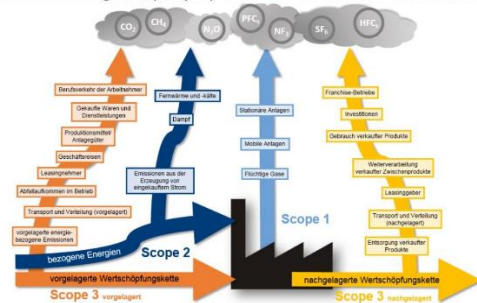 CO₂
CH₄
N₂O
PFCₛ
NF₃
SF₆
HFCₛ
Berufsverkehr der Arbeitnehmer
Gekaufte Waren und
Dienstleistungen
Produktionsmittel/
Anlagegüter
Geschäftsreisen
Leasingnehmer
Abfallaufkommen im Betrieb
Transport und Verteilung (vorgelagert)
vorgelagerte energie-
bezogene Emissionen
Fernwärme und -kälte
Dampf
Emissionen aus der
Erzeugung von
eingekauftem Strom
bezogene Energien
Scope 2
Stationäre Anlagen
Mobile Anlagen
Flüchtige Gase
Scope 1
Franchise-Betriebe
Investitionen
Gebrauch verkaufter Produkte
Weiterverarbeitung
verkaufter Zwischenprodukte
Leasinggeber
Transport und Verteilung
(nachgelagert)
Entsorgung verkaufter
Produkte
vorgelagerte Wertschöpfungskette
nachgelagerte Wertschöpfungskette
Scope 3 vorgelagert
Scope 3 nachgelagert